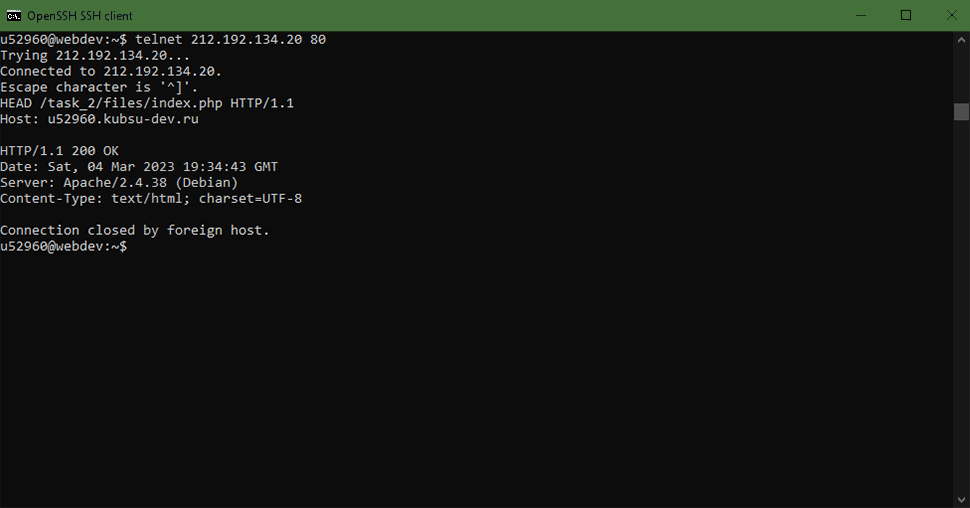 OpenSSH SSH client
u52960@webdev:~$ telnet 212.192.134.20 80
Trying 212.192.134.20...
Connected to 212.192.134.20.
Escape character is '^]'.
HEAD /task_2/files/index.php HTTP/1.1
Host: u52960.kubsu-dev.ru

HTTP/1.1 200 OK
Date: Sat, 04 Mar 2023 19:34:43 GMT
Server: Apache/2.4.38 (Debian)
Content-Type: text/html; charset=UTF-8

Connection closed by foreign host.
u52960@webdev:~$